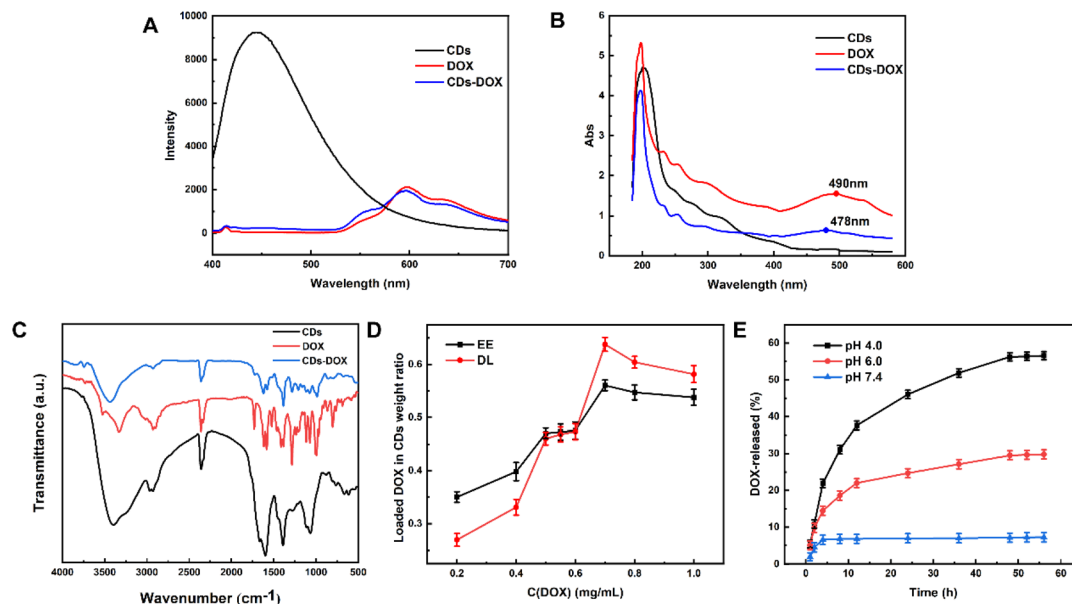 A
CDs
DOX
CDs-DOX
Intensity
10000
8000
6000
4000
2000
0
400
500
600
700
Wavelength (nm)
B
CDs
DOX
CDs-DOX
Abs
6
5
4
3
2
1
0
490nm
478nm
200
300
400
500
600
Wavelength (nm)
C
CDs
DOX
CDs-DOX
Transmittance (a.u.)
4000 3500 3000 2500 2000 1500 1000 500
Wavenumber (cm-1)
D
EE
DL
Loaded DOX in CDs weight ratio
0.6
0.5
0.4
0.3
0.2 0.4 0.6 0.8 1.0
C(DOX) (mg/mL)
E
pH 4.0
pH 6.0
pH 7.4
DOX-released (%)
60
50
40
30
20
10
0
0 10 20 30 40 50 60
Time (h)